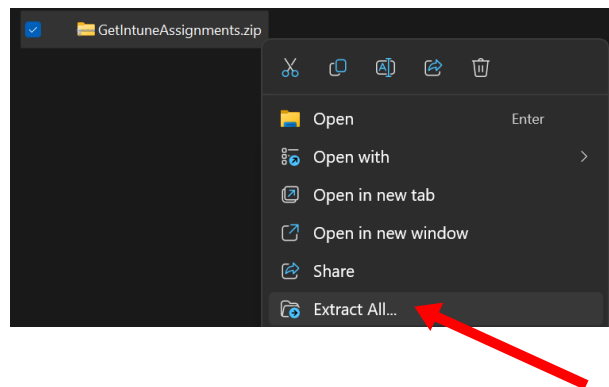 GetIntuneAssignments.zip
Open Enter
Open with
Open in new tab
Open in new window
Share
Extract All...